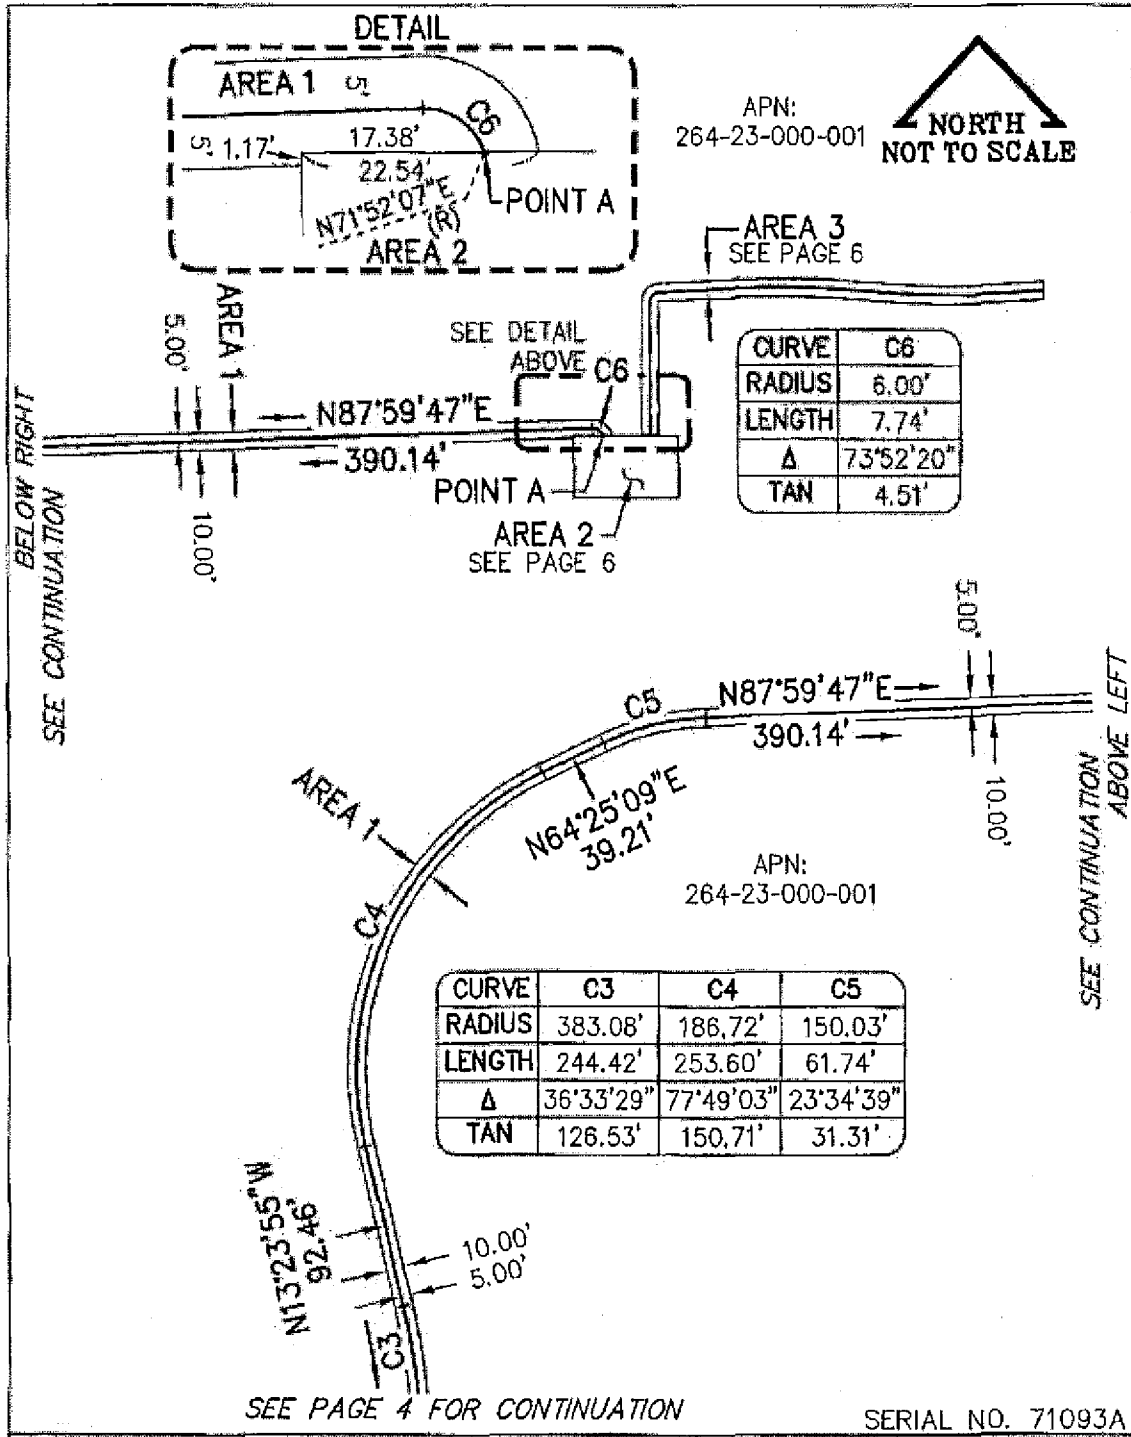 DETAIL
AREA 1
5'
C6
5'
1.17'
17.38'
22.54'
N71°52'07"E
(R)
POINT A
AREA 2
APN:
264-23-000-001
NORTH
NOT TO SCALE
AREA 3
SEE PAGE 6
5.00'
AREA 1
SEE DETAIL
ABOVE
C6
N87°59'47"E
390.14'
POINT A
AREA 2
SEE PAGE 6
10.00'
BELOW RIGHT
SEE CONTINUATION
CURVE C6
RADIUS 6.00'
LENGTH 7.74'
Δ 73°52'20"
TAN 4.51'
5.00'
C5
N87°59'47"E
390.14'
10.00'
SEE CONTINUATION
ABOVE LEFT
AREA 1
N64°25'09"E
39.21'
APN:
264-23-000-001
C4
CURVE C3 C4 C5
RADIUS 383.08' 186.72' 150.03'
LENGTH 244.42' 253.60' 61.74'
Δ 36°33'29" 77°49'03" 23°34'39"
TAN 126.53' 150.71' 31.31'
N13°23'55"W
92.46'
10.00'
5.00'
C3
SEE PAGE 4 FOR CONTINUATION
SERIAL NO. 71093A